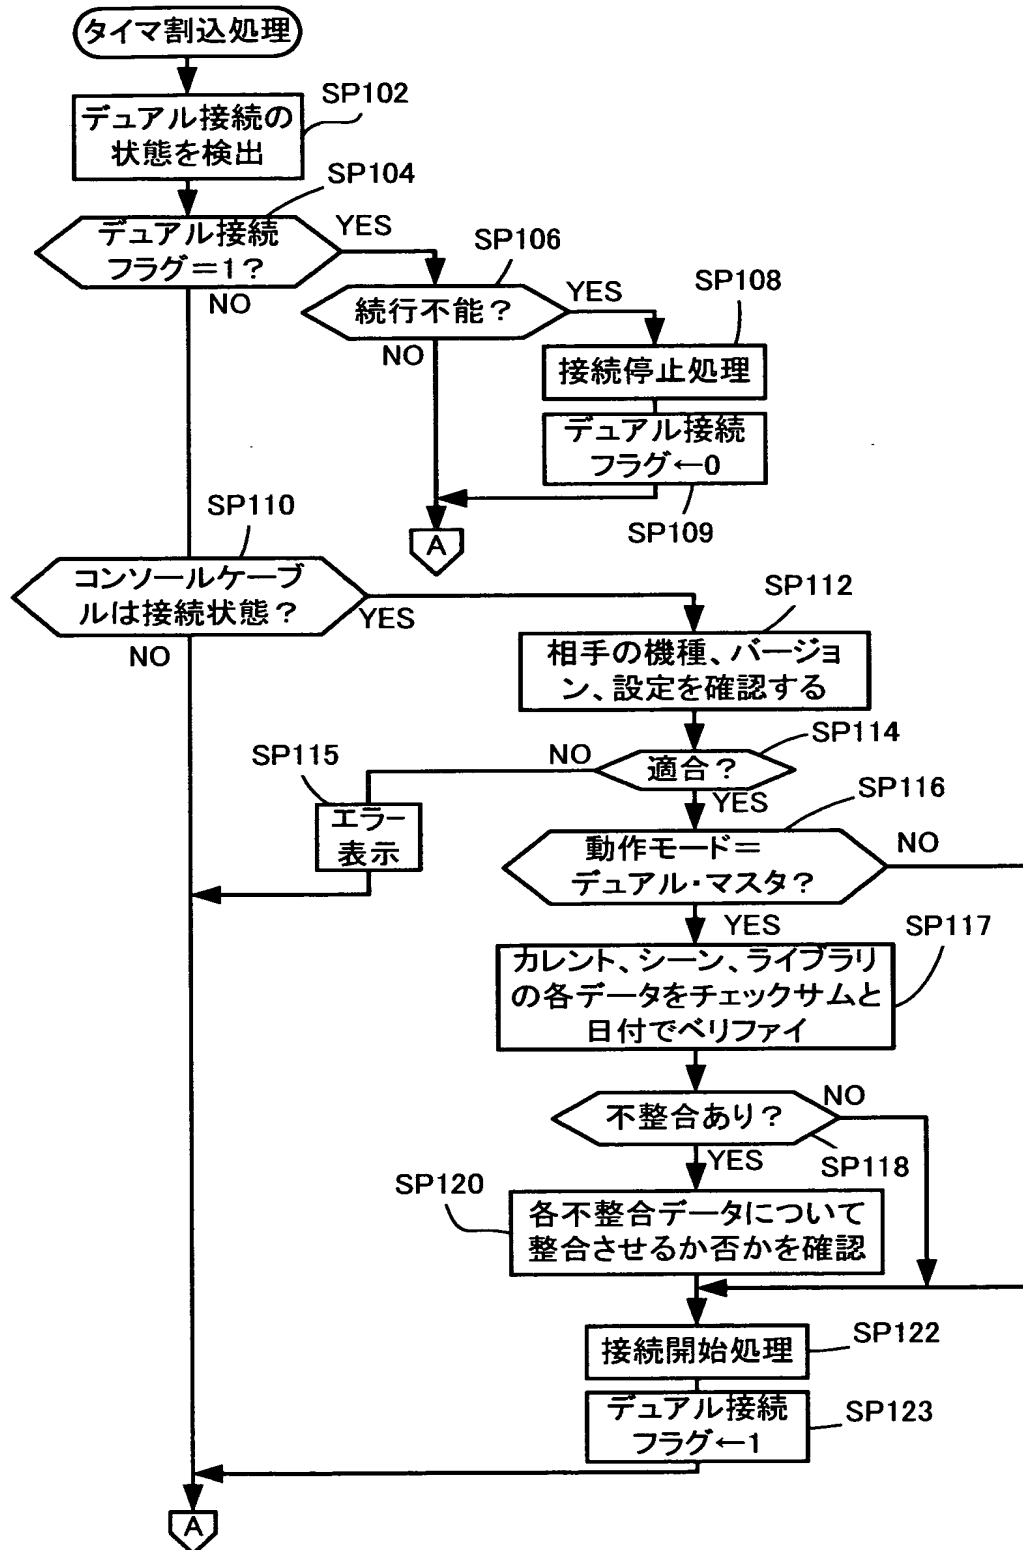 タイマ割込処理
SP102
デュアル接続の
状態を検出
SP104
デュアル接続
フラグ＝1？
YES
NO
SP106
続行不能？
YES
NO
SP108
接続停止処理
デュアル接続
フラグ←0
SP109
A
SP110
コンソールケーブ
ルは接続状態？
YES
NO
SP112
相手の機種、バージョ
ン、設定を確認する
SP114
適合？
NO
YES
SP115
エラー
表示
SP116
動作モード＝
デュアル・マスタ？
NO
YES
SP117
カレント、シーン、ライブラリ
の各データをチェックサムと
日付でベリファイ
不整合あり？
NO
YES
SP118
SP120
各不整合データについて
整合させるか否かを確認
SP122
接続開始処理
デュアル接続
フラグ←1
SP123
A